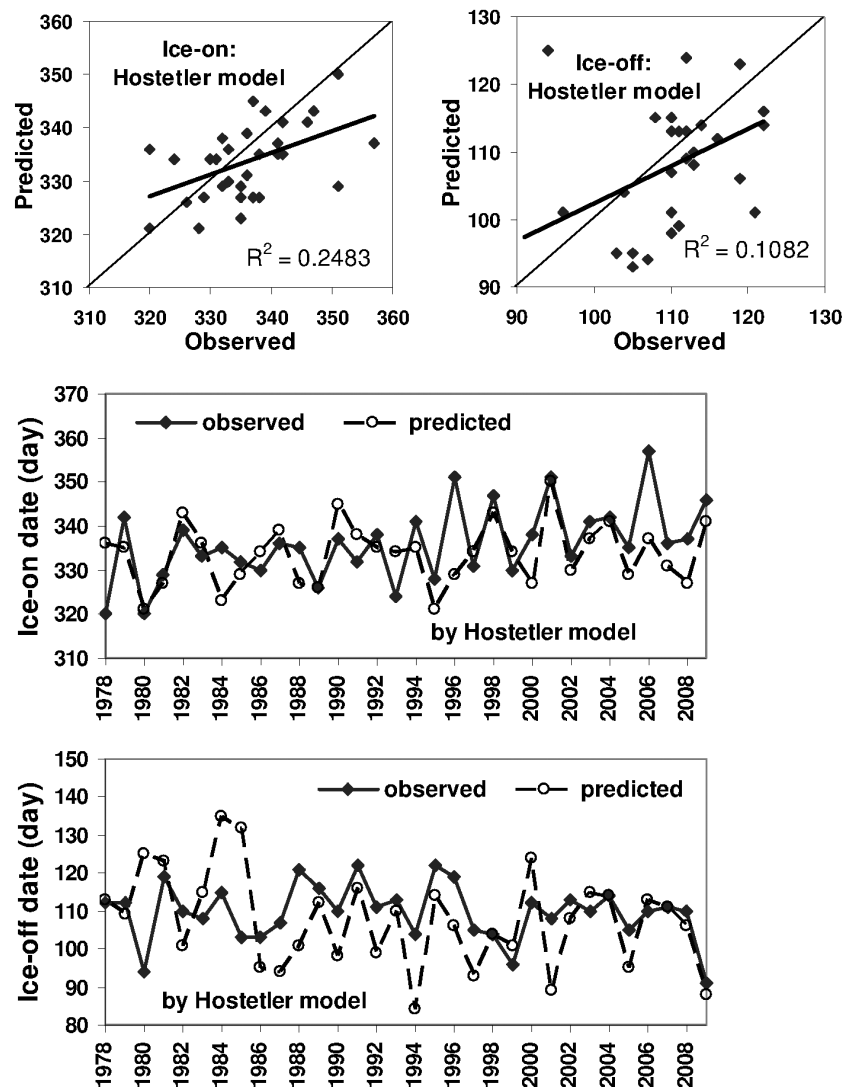 Ice-on:
Hostetler model
Predicted
360
350
340
330
320
310
R² = 0.2483
310 320 330 340 350 360
Observed
Ice-off:
Hostetler model
Predicted
130
120
110
100
90
R² = 0.1082
90 100 110 120 130
Observed
Ice-on date (day)
370
360
350
340
330
320
310
observed predicted
by Hostetler model
1978 1980 1982 1984 1986 1988 1990 1992 1994 1996 1998 2000 2002 2004 2006 2008
Ice-off date (day)
150
140
130
120
110
100
90
80
observed predicted
by Hostetler model
1978 1980 1982 1984 1986 1988 1990 1992 1994 1996 1998 2000 2002 2004 2006 2008